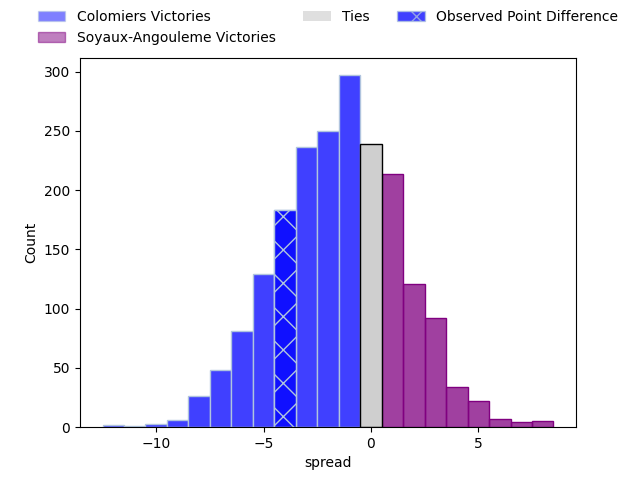 Colomiers Victories
Soyaux-Angouleme Victories
Ties
Observed Point Difference
300
250
200
150
100
50
0
Count
−10
−5
0
5
spread